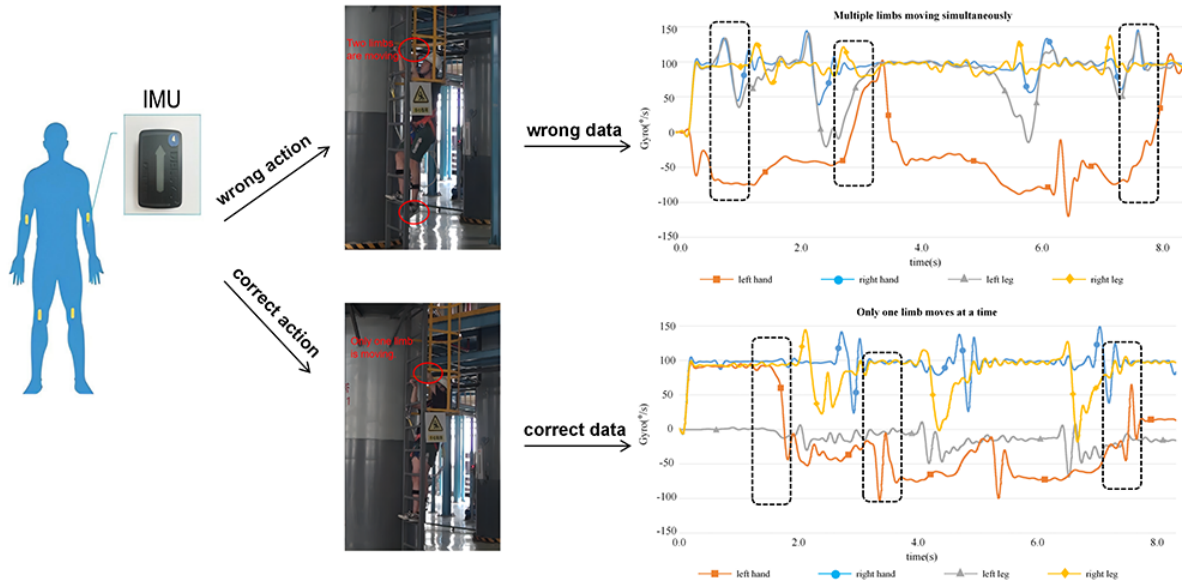 IMU
wrong action
correct action
Two limbs
are moving
Only one limb
is moving
wrong data
correct data
Multiple limbs moving simultaneously
Gyro(°/s)
150
100
50
0
-50
-100
-150
0.0 2.0 4.0 6.0 8.0
time(s)
left hand right hand left leg right leg
Only one limb moves at a time
Gyro(°/s)
150
100
50
0
-50
-100
-150
0.0 2.0 4.0 6.0 8.0
time(s)
left hand right hand left leg right leg